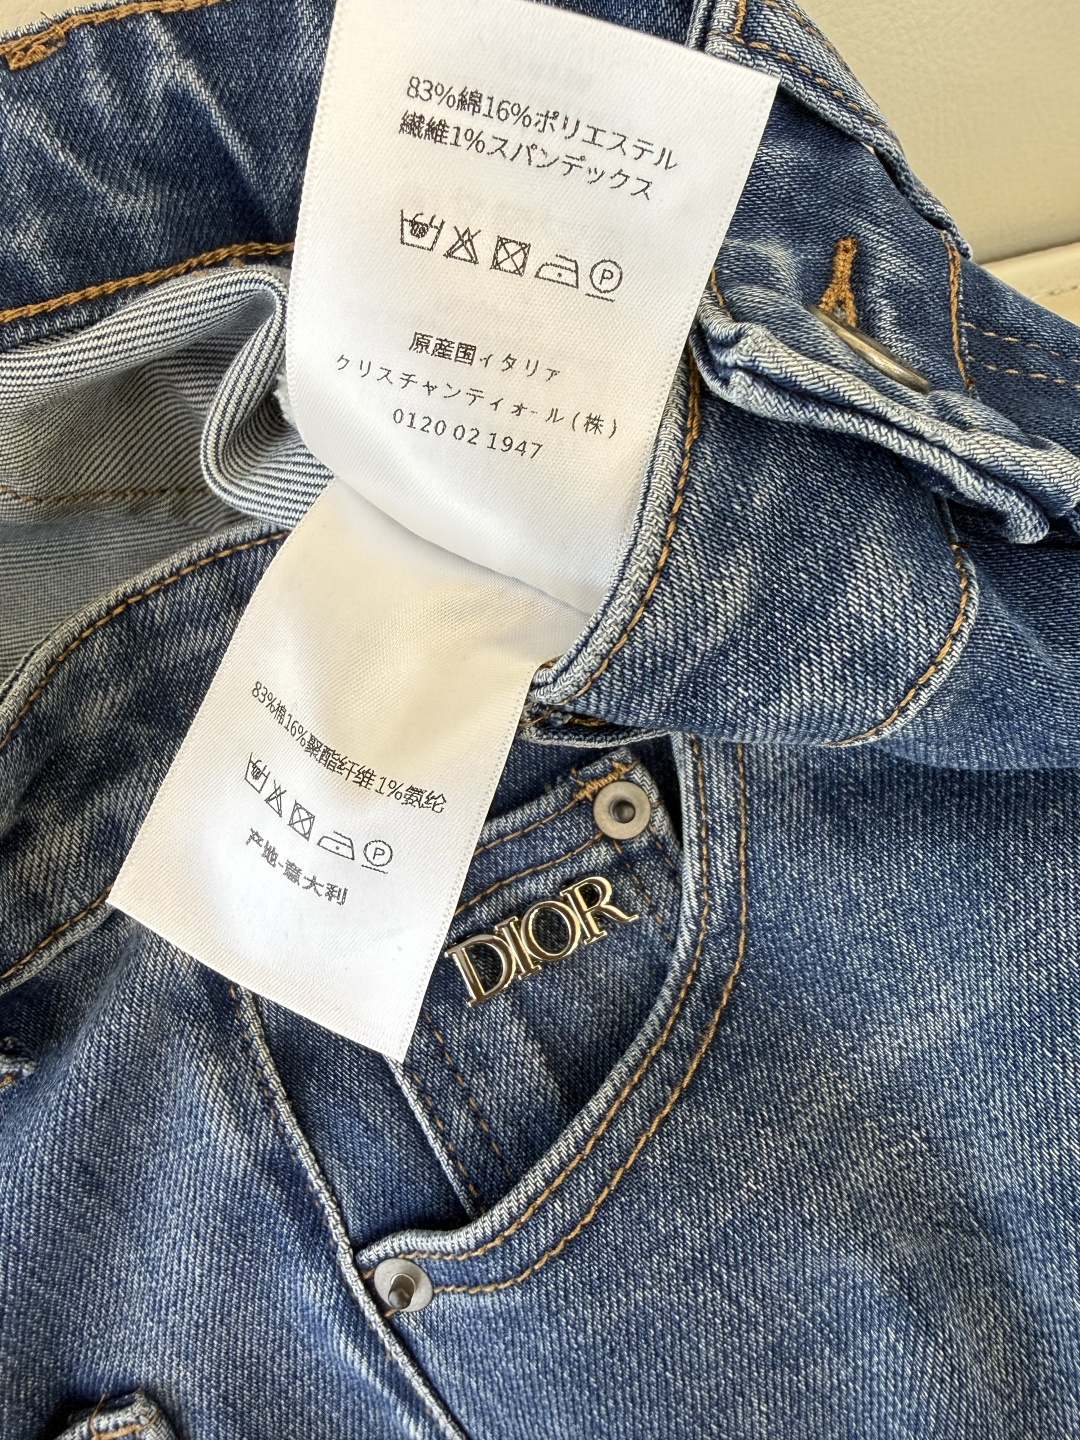 83%綿16%ポリエステル
繊維1%スパンデックス
P
原産国イタリア
クリスチャンディオール(株)
0120 02 1947
83%棉16%聚酯纤维1%氨纶
P
产地·意大利
DIOR